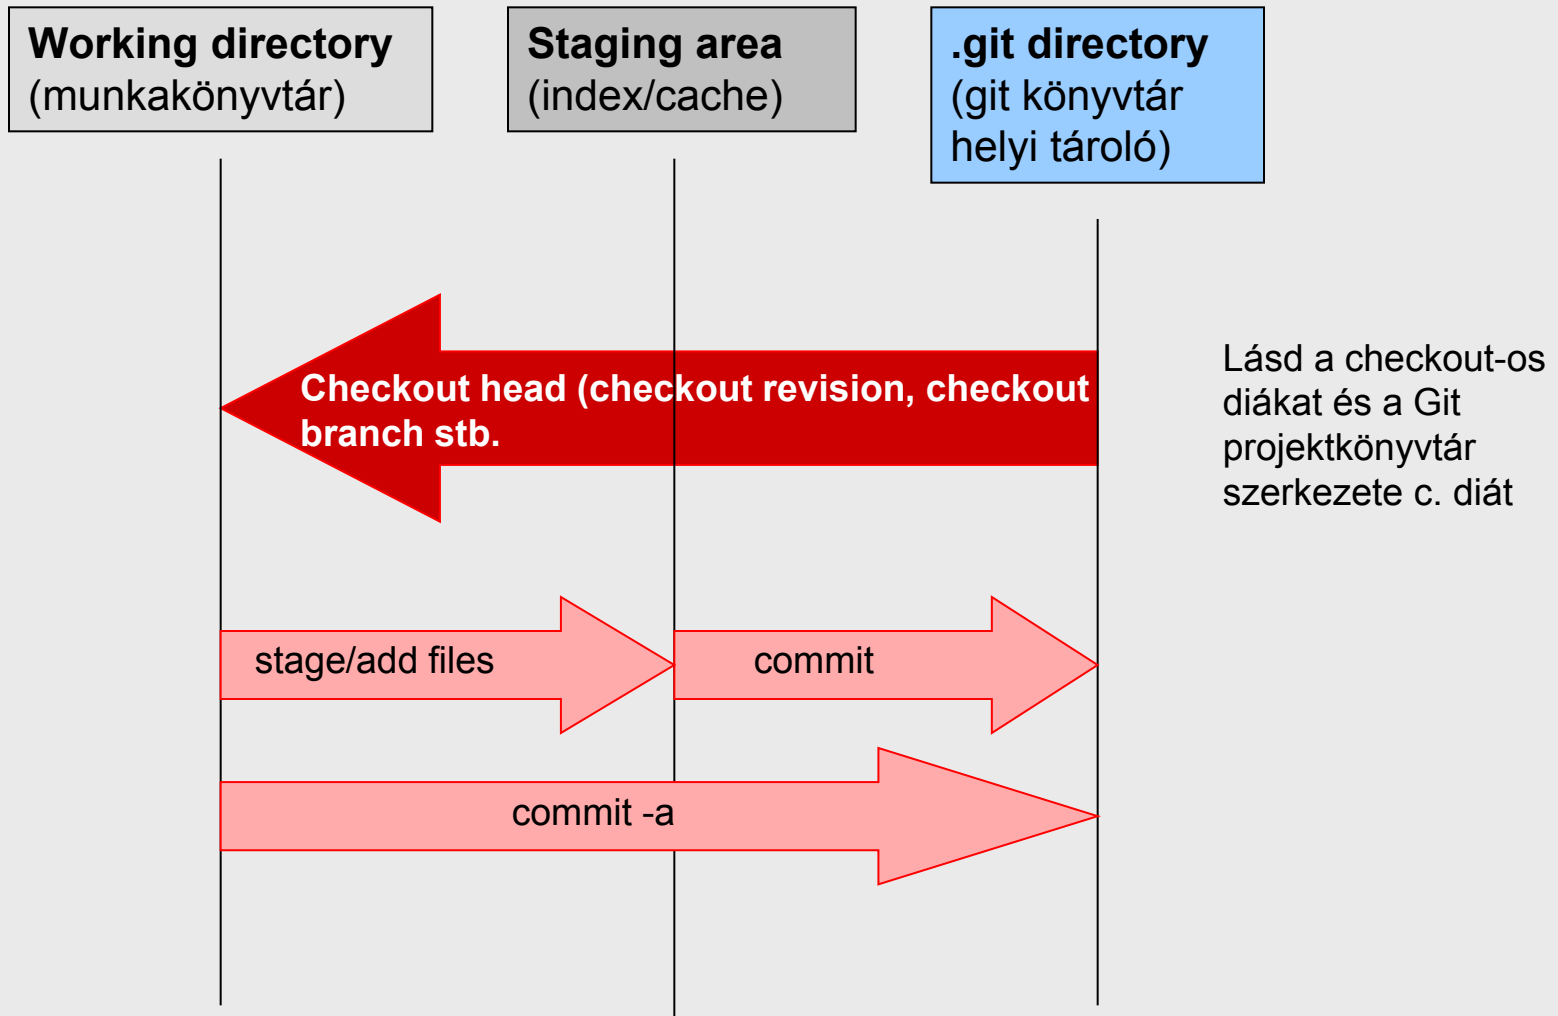 Working directory
(munkakönyvtár)
Staging area
(index/cache)
.git directory
(git könyvtár
helyi tároló)
Checkout head (checkout revision, checkout
branch stb.
Lásd a checkout-os
diákat és a Git
projektkönyvtár
szerkezete c. diát
stage/add files
commit
commit -a